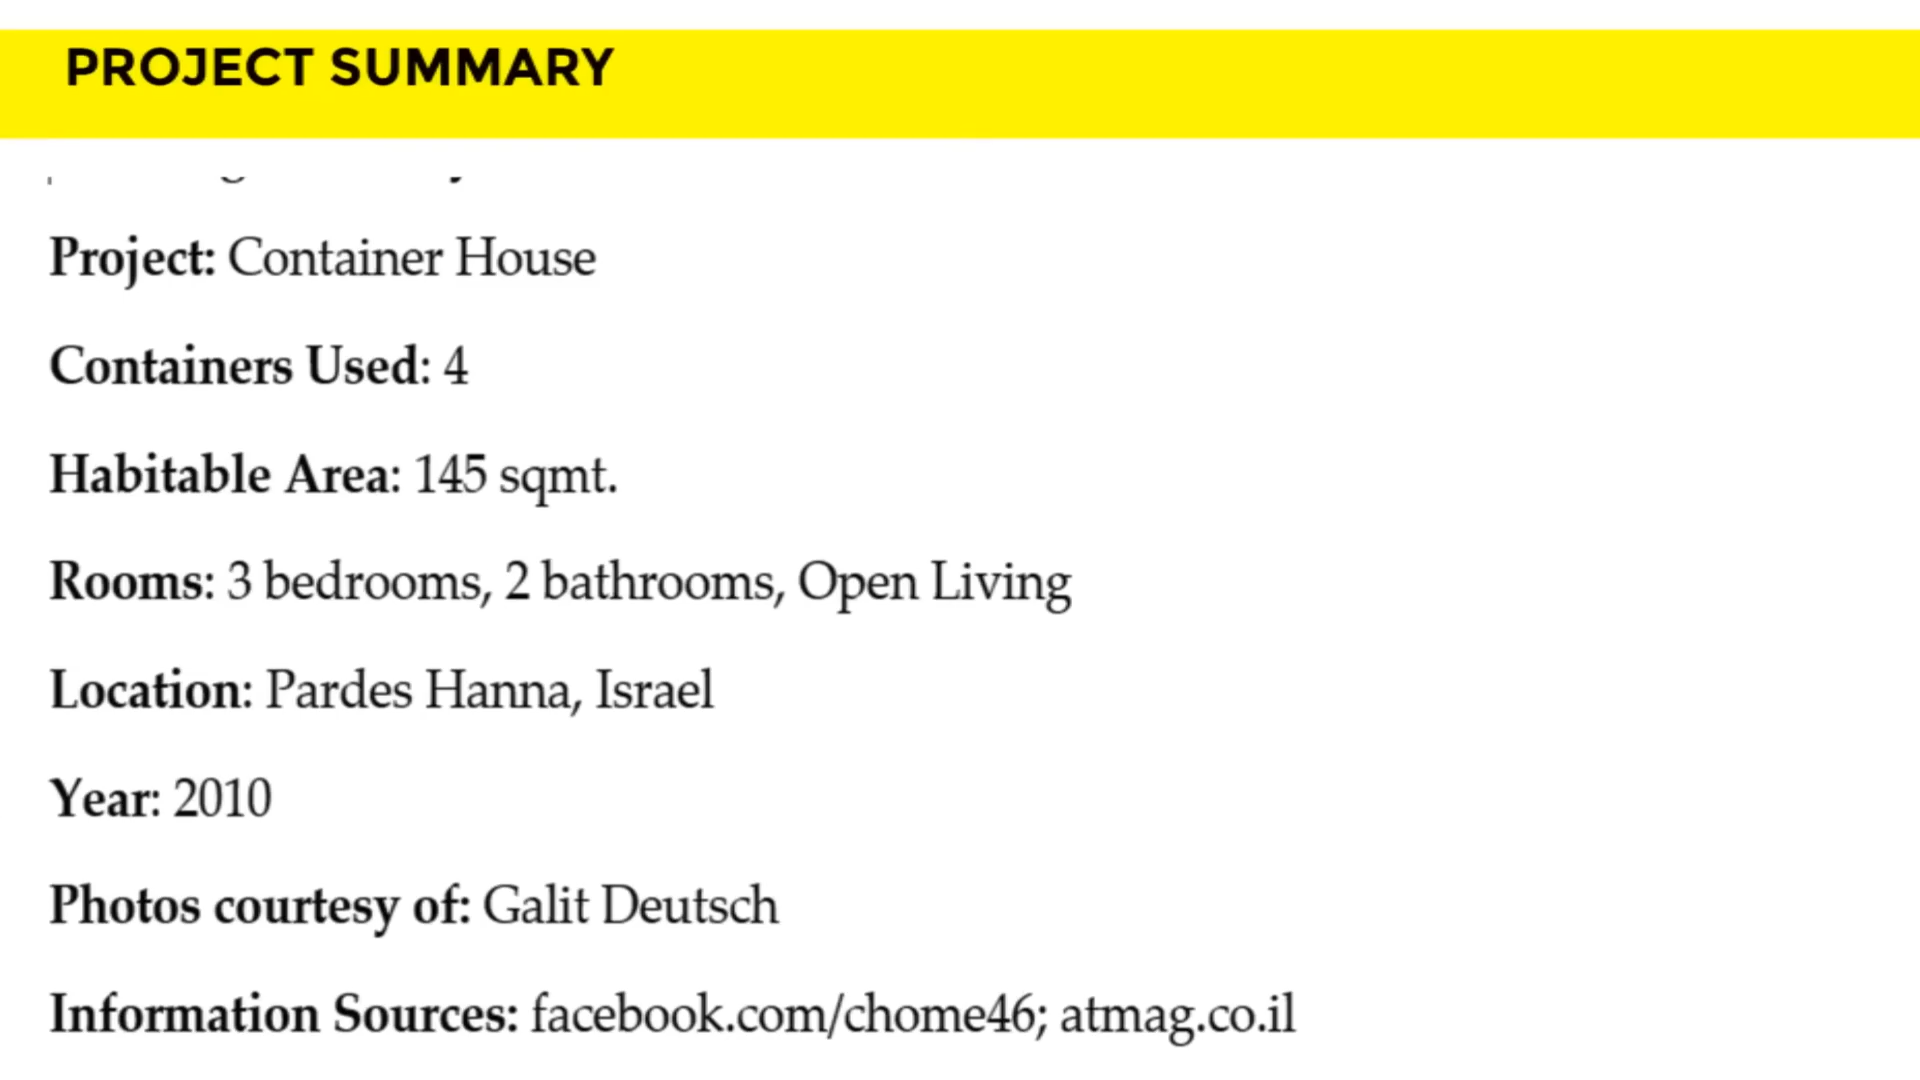 PROJECT SUMMARY
Project: Container House
Containers Used: 4
Habitable Area: 145 sqmt.
Rooms: 3 bedrooms, 2 bathrooms, Open Living
Location: Pardes Hanna, Israel
Year: 2010
Photos courtesy of: Galit Deutsch
Information Sources: facebook.com/chome46; atmag.co.il